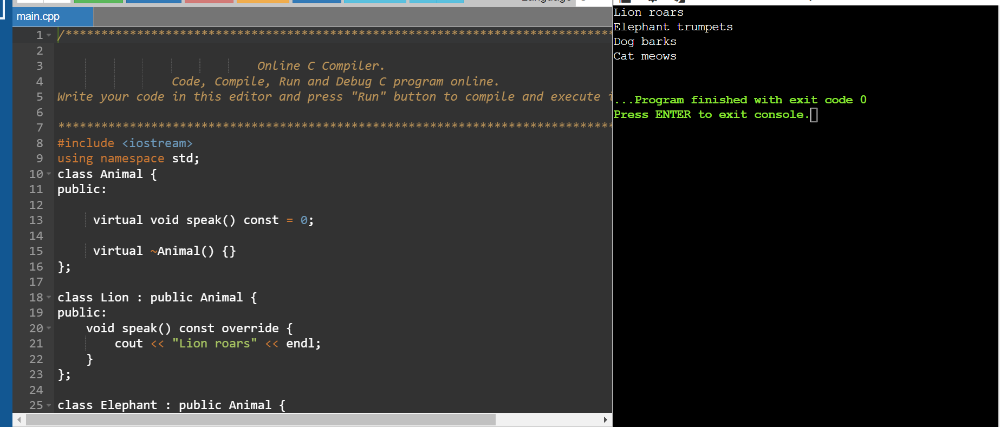 main.cpp
1 /******************************************************************************
2
3 Online C Compiler.
4 Code, Compile, Run and Debug C program online.
5 Write your code in this editor and press "Run" button to compile and execute
6
7 ******************************************************************************
8 #include <iostream>
9 using namespace std;
10 class Animal {
11 public:
12
13 virtual void speak() const = 0;
14
15 virtual ~Animal() {}
16 };
17
18 class Lion : public Animal {
19 public:
20 void speak() const override {
21 cout << "Lion roars" << endl;
22 }
23 };
24
25 class Elephant : public Animal {
Lion roars
Elephant trumpets
Dog barks
Cat meows
...Program finished with exit code 0
Press ENTER to exit console.